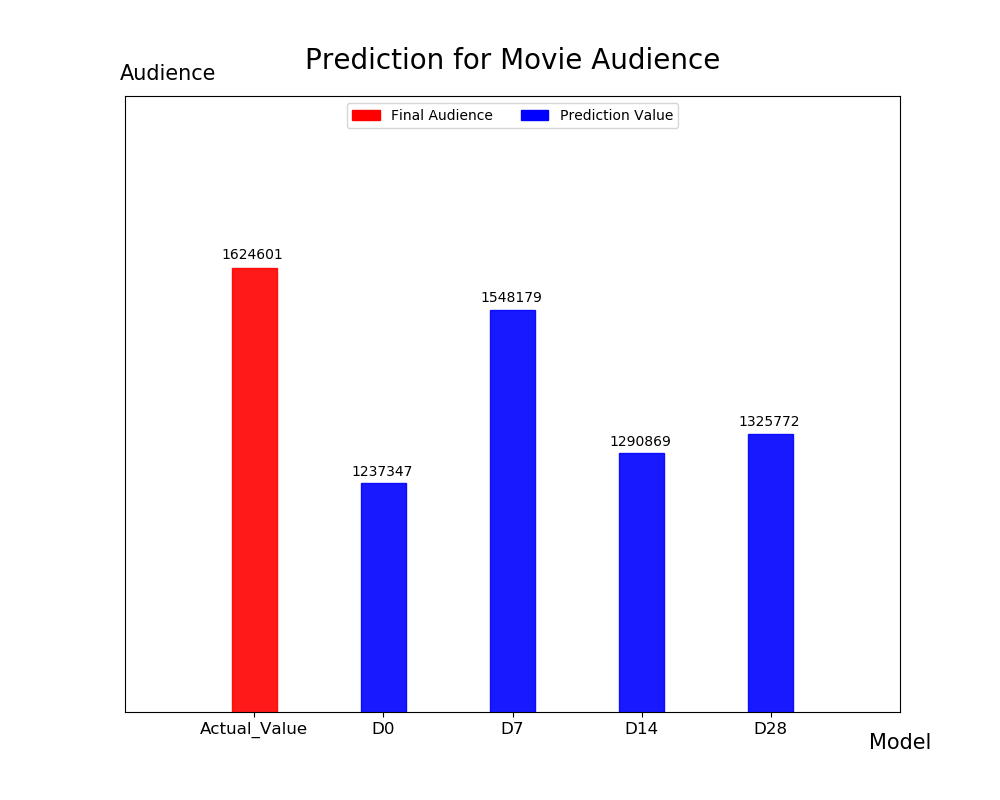 Prediction for Movie Audience
Audience
Final Audience Prediction Value
1624601
1548179
1325772
1290869
1237347
Actual_Value D0 D7 D14 D28
Model